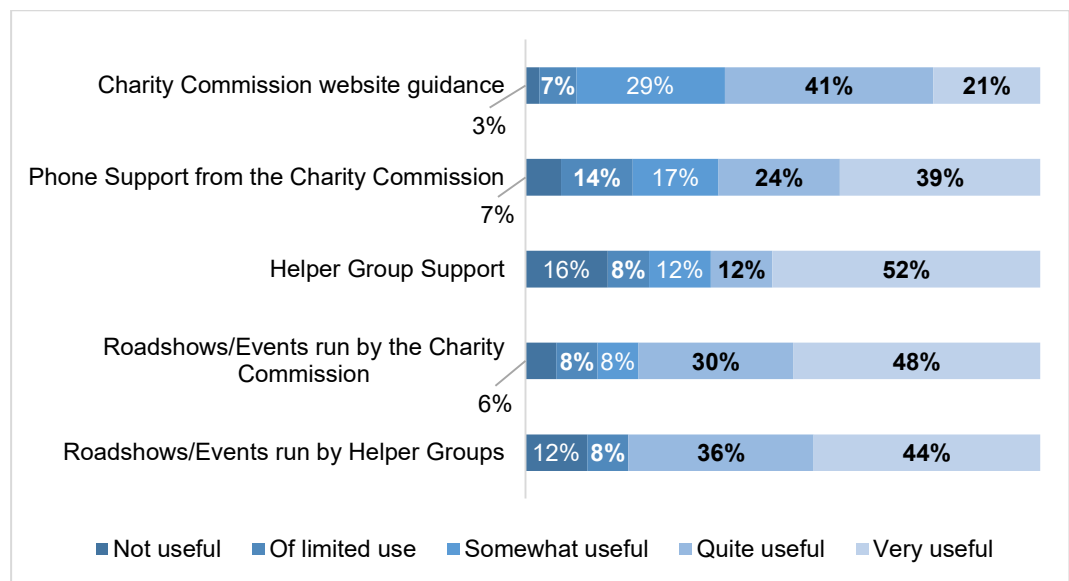 Charity Commission website guidance
7% 29% 41% 21%
3%
Phone Support from the Charity Commission
14% 17% 24% 39%
7%
Helper Group Support
16% 8% 12% 12% 52%
Roadshows/Events run by the Charity
Commission
8% 8% 30% 48%
6%
Roadshows/Events run by Helper Groups
12% 8% 36% 44%
Not useful Of limited use Somewhat useful Quite useful Very useful